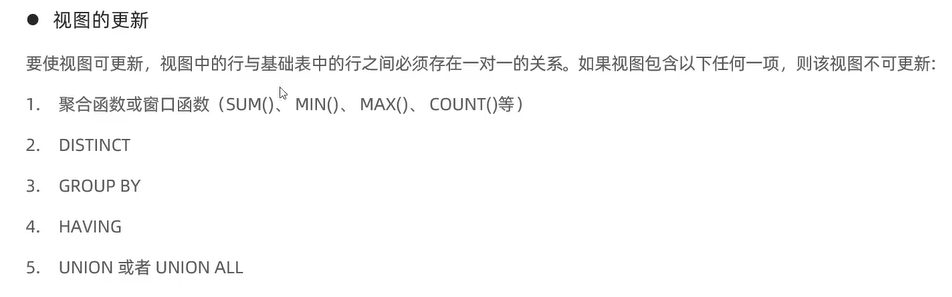 ● 视图的更新
要使视图可更新，视图中的行与基础表中的行之间必须存在一对一的关系。如果视图包含以下任何一项，则该视图不可更新:
1. 聚合函数或窗口函数（SUM()、 MIN()、 MAX()、 COUNT()等）
2. DISTINCT
3. GROUP BY
4. HAVING
5. UNION 或者 UNION ALL